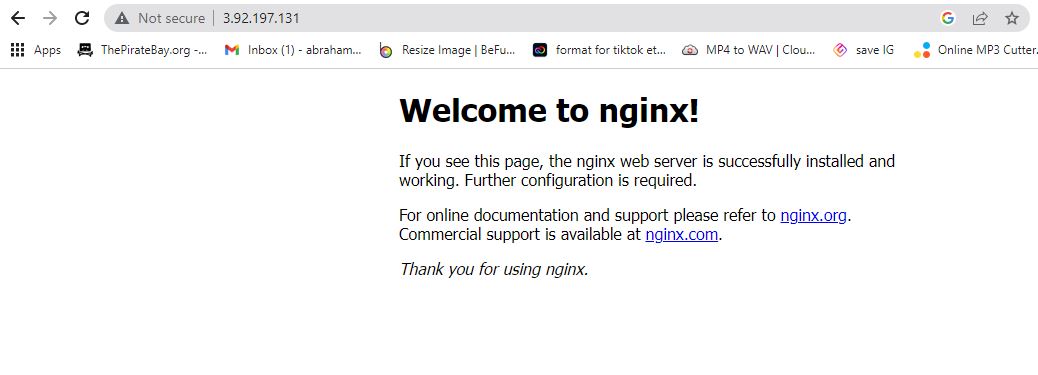 Not secure | 3.92.197.131
Apps ThePirateBay.org -... Inbox (1) - abraham... Resize Image | BeFu... format for tiktok et... MP4 to WAV | Clou... save IG Online MP3 Cutter
Welcome to nginx!
If you see this page, the nginx web server is successfully installed and
working. Further configuration is required.
For online documentation and support please refer to nginx.org.
Commercial support is available at nginx.com.
Thank you for using nginx.